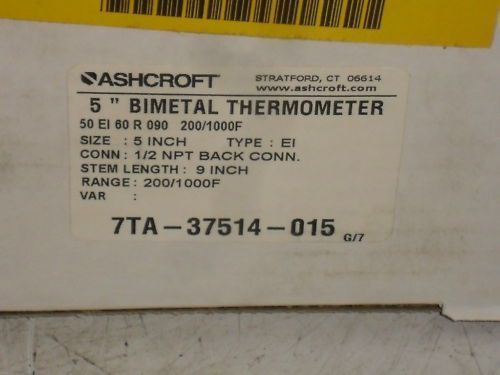 ASHCROFT
STRATFORD, CT 06614
www.ashcroft.com
5 " BIMETAL THERMOMETER
50 EI 60 R 090 200/1000F
SIZE : 5 INCH TYPE : EI
CONN : 1/2 NPT BACK CONN.
STEM LENGTH : 9 INCH
RANGE : 200/1000F
VAR :
7TA-37514-015 G/7